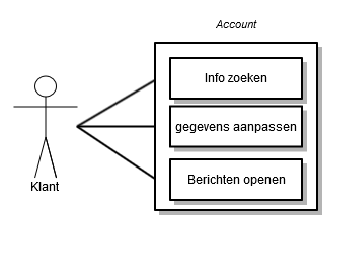 Account
Info zoeken
gegevens aanpassen
Berichten openen
Klant